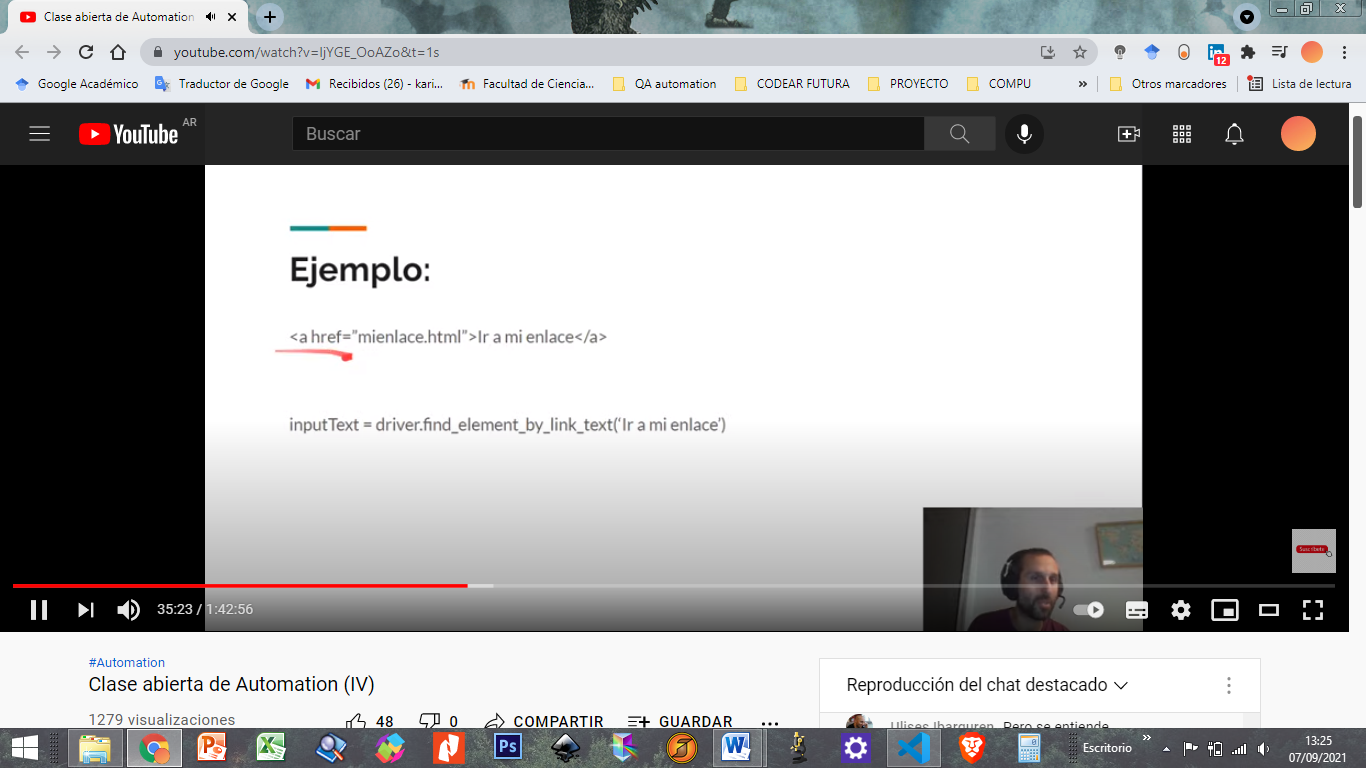 Clase abierta de Automation
youtube.com/watch?v=IjYGE_OoAZo&t=1s
12
Google Académico
Traductor de Google
Recibidos (26) - kari...
Facultad de Ciencia...
QA automation
CODEAR FUTURA
PROYECTO
COMPU
»
Otros marcadores
Lista de lectura
YouTube AR
Buscar
Ejemplo:
<a href="mienlace.html">Ir a mi enlace</a>
inputText = driver.find_element_by_link_text('Ir a mi enlace')
Suscríbete
35:23 / 1:42:56
#Automation
Clase abierta de Automation (IV)
1279 visualizaciones
48
0
COMPARTIR
GUARDAR
...
Reproducción del chat destacado
Ulises Ibarguren Pero se entiende
Ps
Escritorio
»
13:25
07/09/2021